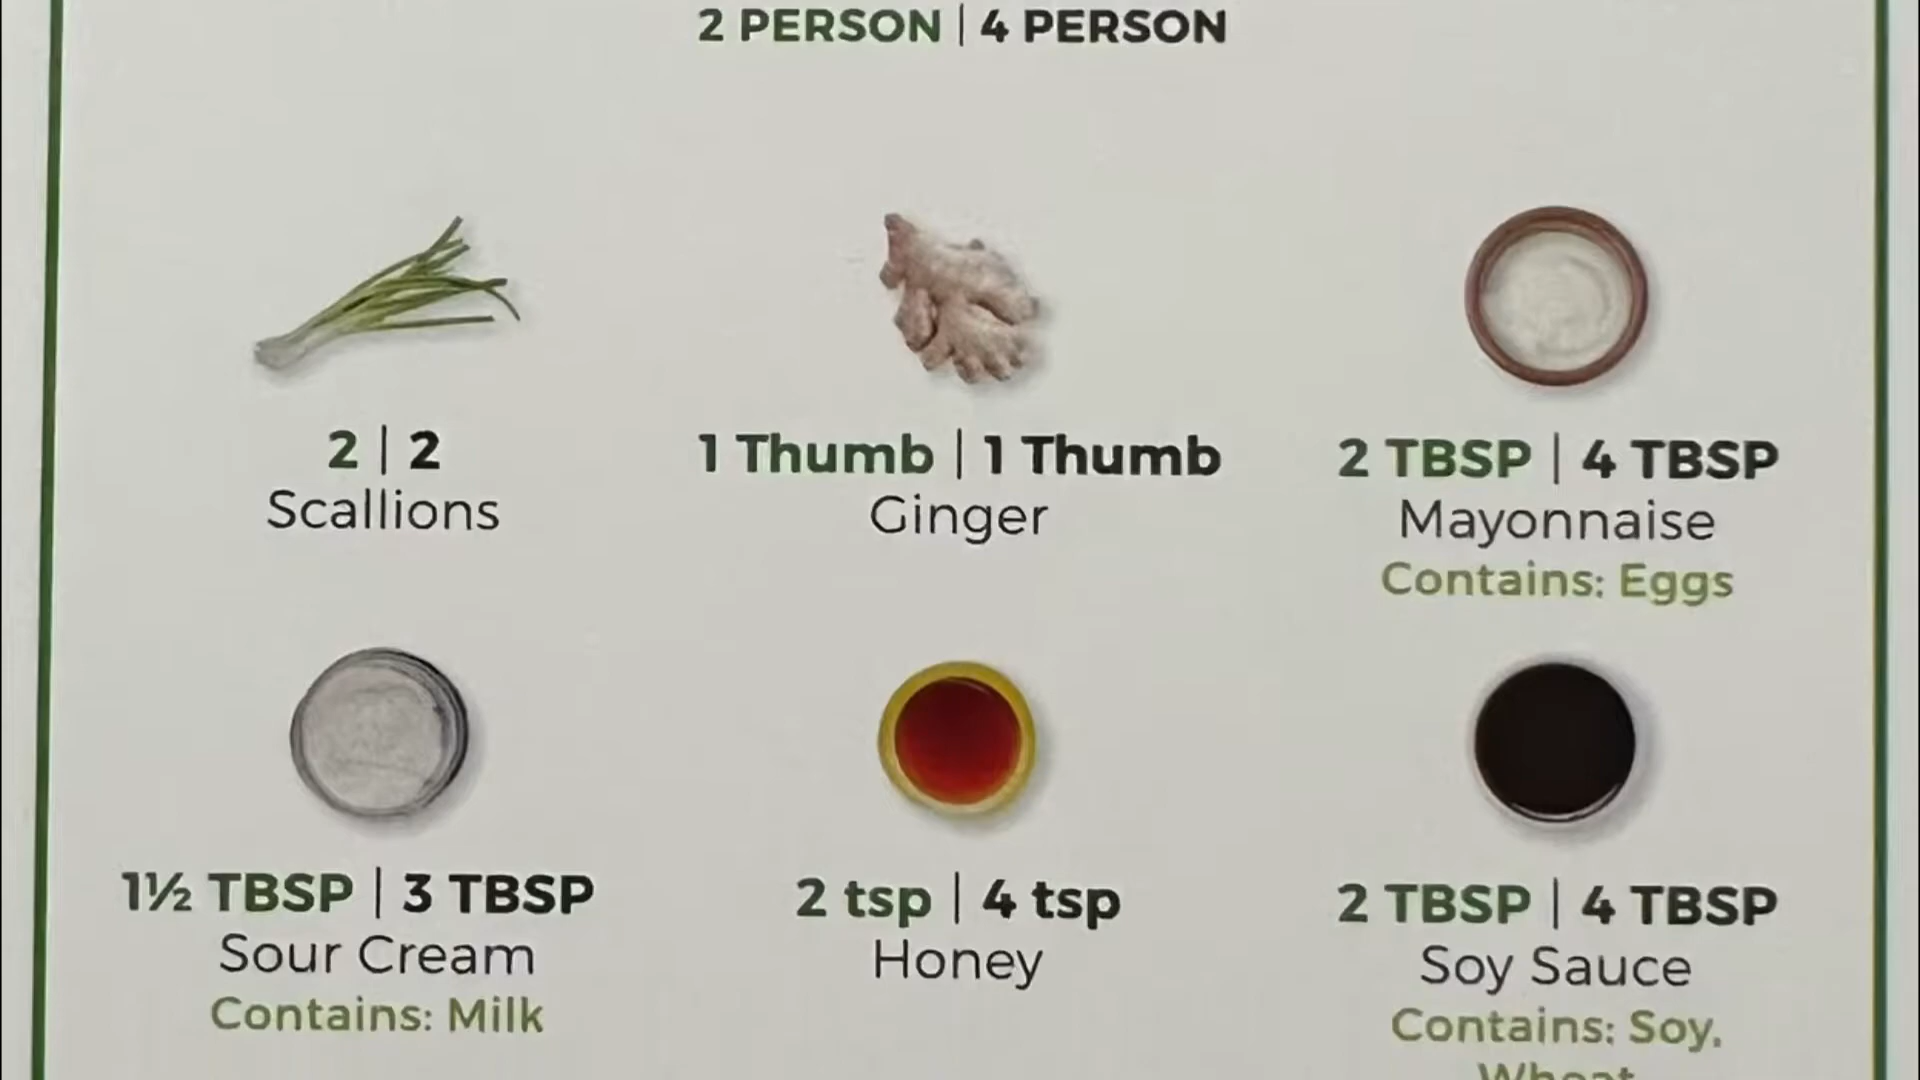 2 PERSON | 4 PERSON
2 | 2
Scallions
1 Thumb | 1 Thumb
Ginger
2 TBSP | 4 TBSP
Mayonnaise
Contains: Eggs
1½ TBSP | 3 TBSP
Sour Cream
Contains: Milk
2 tsp | 4 tsp
Honey
2 TBSP | 4 TBSP
Soy Sauce
Contains: Soy,
Wheat